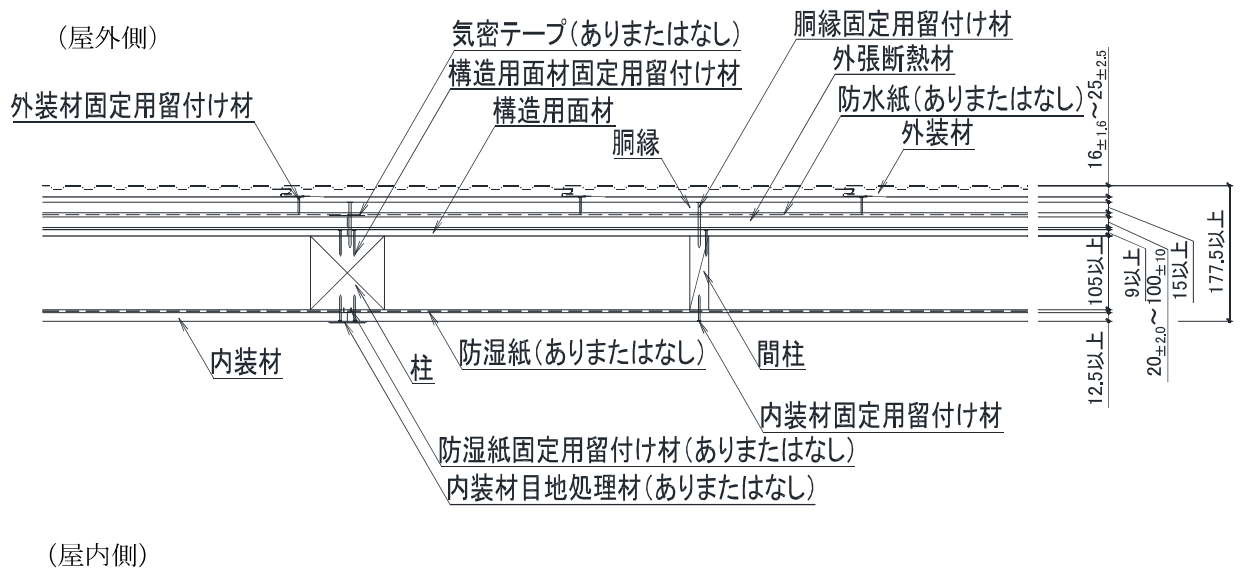 （屋外側）
気密テープ（ありまたはなし）
構造用面材固定用留付け材
外装材固定用留付け材
構造用面材
胴縁
胴縁固定用留付け材
外張断熱材
防水紙（ありまたはなし）
外装材
16±1.6～25±2.5
15以上
20±2.0～100±10
9以上
105以上
12.5以上
177.5以上
内装材
柱
防湿紙（ありまたはなし）
間柱
内装材固定用留付け材
防湿紙固定用留付け材（ありまたはなし）
内装材目地処理材（ありまたはなし）
（屋内側）